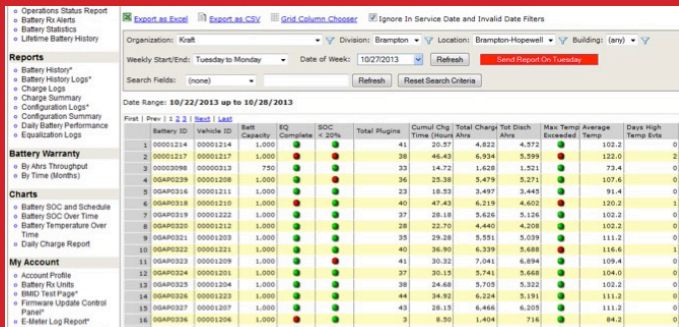 Operations Status Report
Battery Rx Alerts
Battery Statistics
Lifetime Battery History
Reports
Battery History*
Battery History Logs*
Charge Logs
Charge Summary
Configuration Logs*
Configuration Summary
Daily Battery Performance
Equalization Logs
Battery Warranty
By Ahrs Throughput
By Time (Months)
Charts
Battery SOC and Schedule
Battery SOC Over Time
Battery Temperature Over
Time
Daily Charge Report
My Account
Account Profile
Battery Rx Units
BMID Test Page*
Firmware Update Control
Panel*
E-Meter Log Report*
Export as Excel Export as CSV Grid Column Chooser Ignore In Service Date and Invalid Date Filters
Organization: Kraft Division: Brampton Location: Brampton-Hopewell Building: (any)
Weekly Start/End: Tuesday to Monday Date of Week: 10/27/2013 Refresh Send Report On Tuesday
Search Fields: (none) Refresh Reset Search Criteria
Date Range: 10/22/2013 up to 10/28/2013
First | Prev | 1 2 3 | Next | Last
Battery ID Vehicle ID Batt Capacity EQ Complete SOC < 20% Total Plugins Cumul Chg Time (Hours Total Charge Ahrs Tot Disch Ahrs Max Temp Exceeded Average Temp Days High Temp Evts
1 00001214 00001214 1,000 41 20.57 4,822 4,572 102.2 0
2 00001217 00001217 1,000 38 46.43 6,934 5,599 122.0 2
3 00003098 00000313 750 33 14.72 1,628 1,521 73.4 0
4 0GAP0239 00001208 1,000 36 25.38 5,479 5,271 107.6 0
5 0GAP0316 00001211 1,000 23 18.53 3,497 3,445 91.4 0
6 0GAP0318 00001210 1,000 40 47.43 6,219 4,602 120.2 1
7 0GAP0319 00001222 1,000 37 28.18 5,626 5,126 102.2 0
8 0GAP0320 00001212 1,000 28 22.70 4,440 4,208 102.2 0
9 0GAP0321 00001203 1,000 35 29.28 5,551 5,039 111.2 0
10 0GAP0322 00001221 1,000 40 36.90 6,339 5,688 116.6 1
11 0GAP0323 00001209 1,000 41 30.32 7,041 6,894 109.4 0
12 0GAP0324 00001201 1,000 37 30.15 5,741 5,668 104.0 0
13 0GAP0325 00001204 1,000 38 24.68 5,705 5,322 102.2 0
14 0GAP0326 00001223 1,000 44 34.92 6,224 5,191 111.2 0
15 0GAP0327 00001207 1,000 43 28.15 6,466 6,205 111.2 0
16 0GAP0336 00001206 1,000 3 8.50 1,404 716 84.2 0